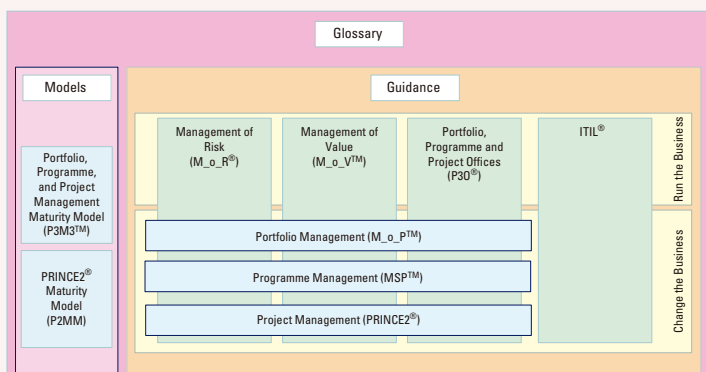 Glossary
Models
Guidance
Portfolio,
Programme,
and Project
Management
Maturity Model
(P3M3™)
PRINCE2®
Maturity
Model
(P2MM)
Management of
Risk
(M_o_R®)
Management of
Value
(M_o_V™)
Portfolio,
Programme and
Project Offices
(P3O®)
ITIL®
Run the Business
Portfolio Management (M_o_P™)
Programme Management (MSP™)
Project Management (PRINCE2®)
Change the Business